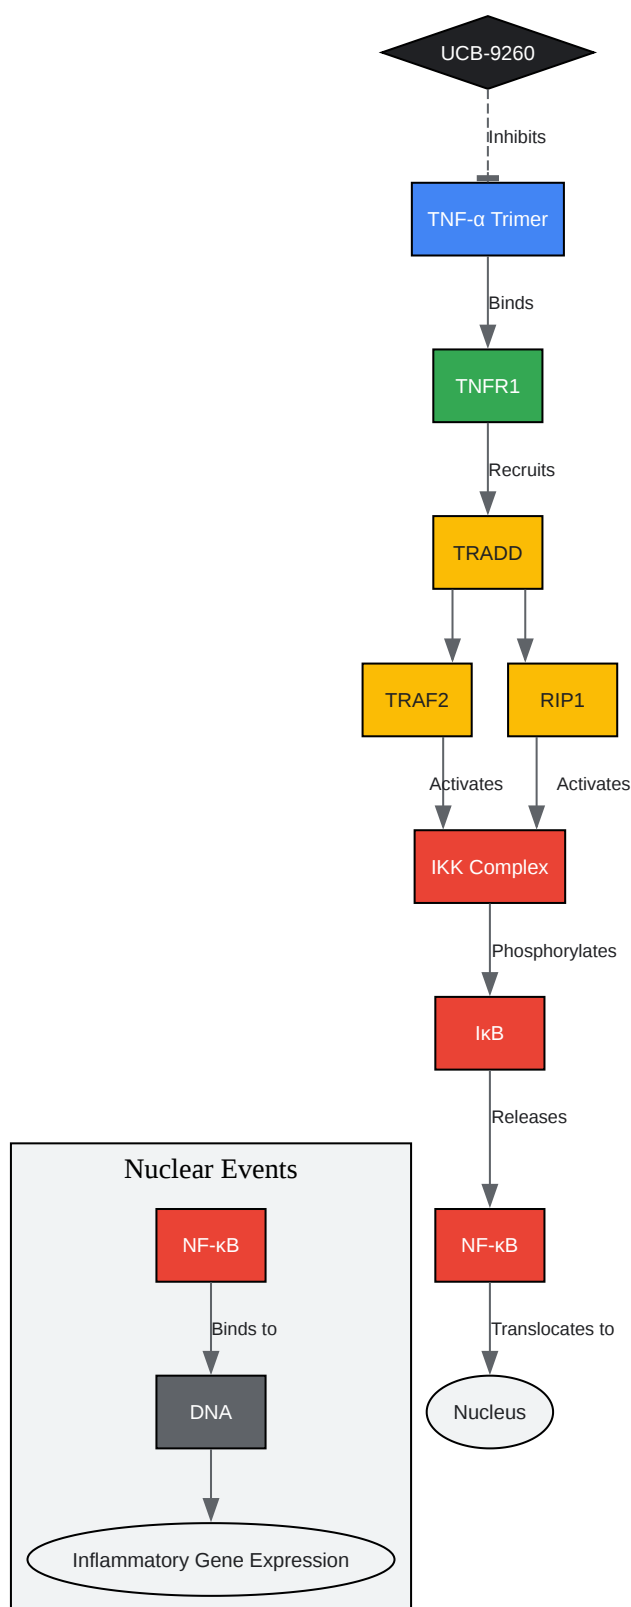 UCB-9260
Inhibits
TNF-α Trimer
Binds
TNFR1
Recruits
TRADD
TRAF2
RIP1
Activates
Activates
IKK Complex
Phosphorylates
IκB
Releases
NF-κB
Translocates to
Nucleus
Nuclear Events
NF-κB
Binds to
DNA
Inflammatory Gene Expression